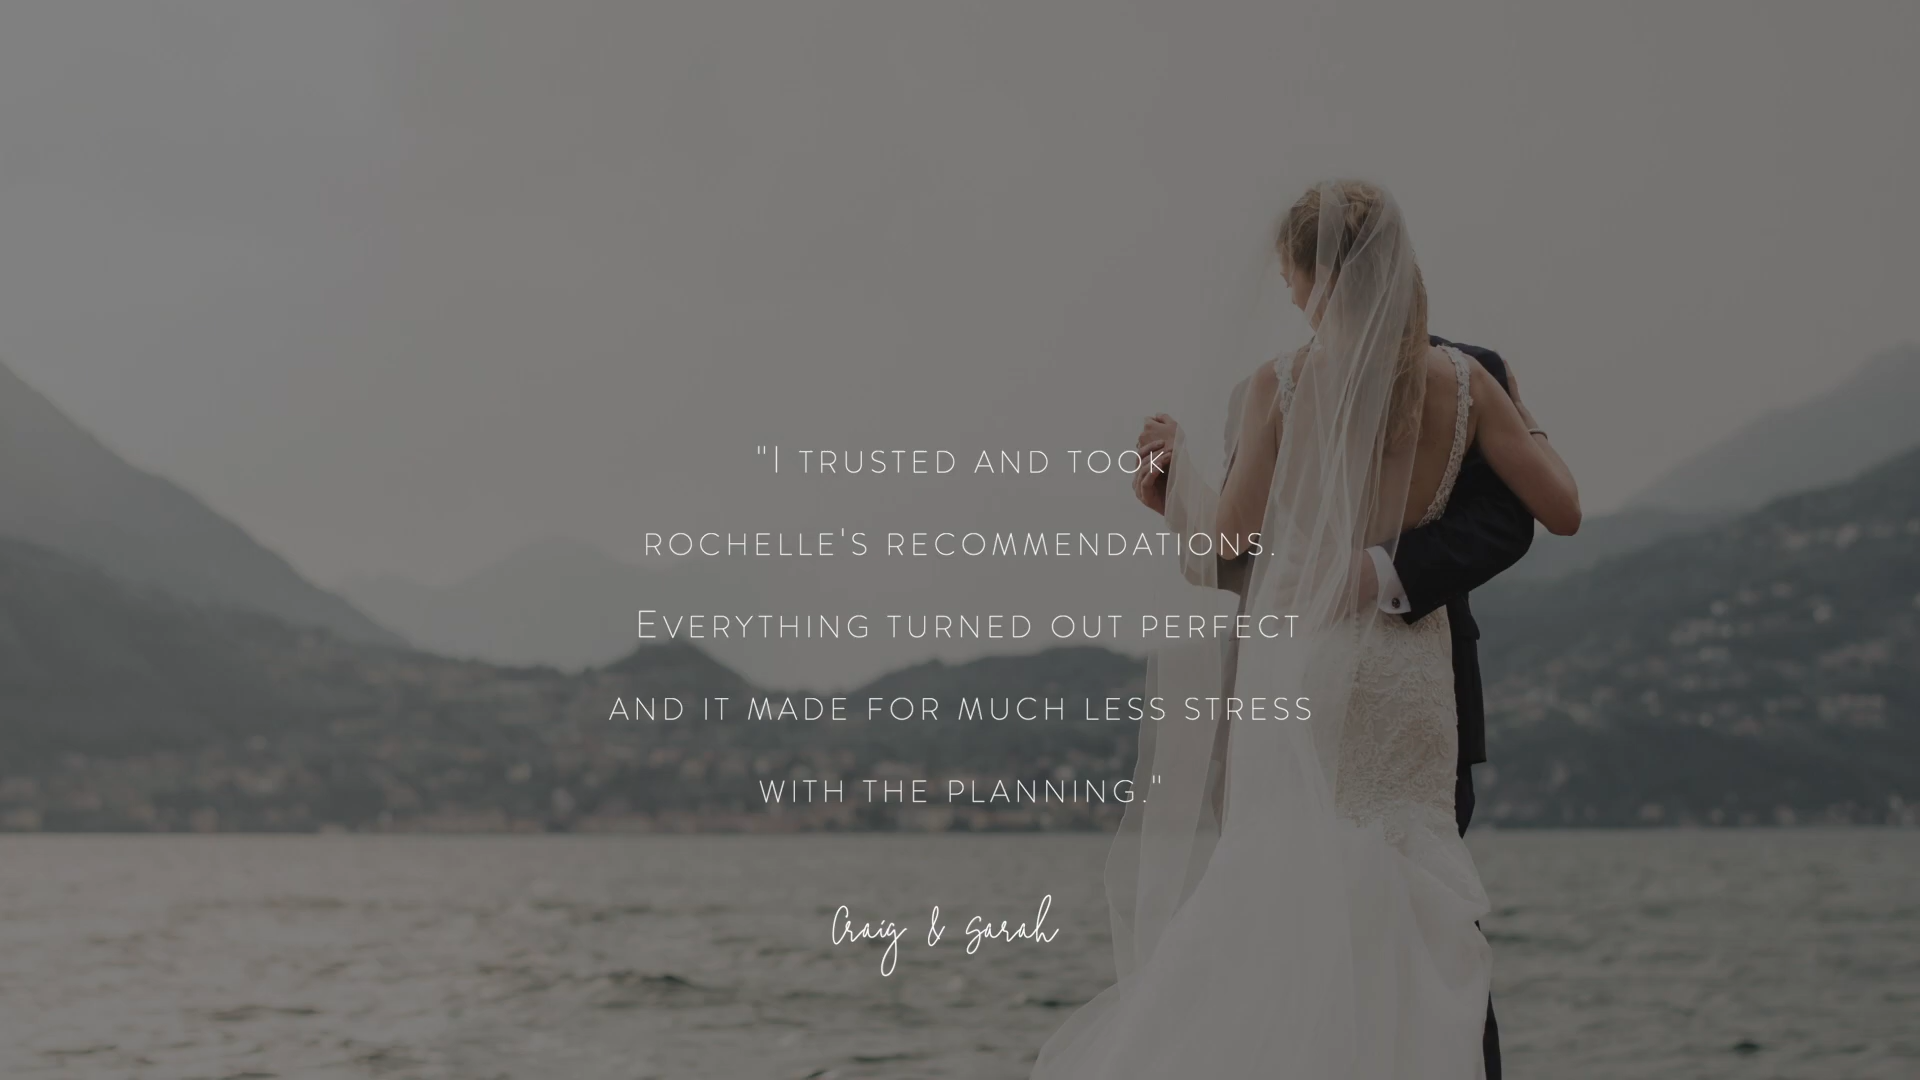 "I TRUSTED AND TOOK
ROCHELLE'S RECOMMENDATIONS.
EVERYTHING TURNED OUT PERFECT
AND IT MADE FOR MUCH LESS STRESS
WITH THE PLANNING."
Craig & Sarah